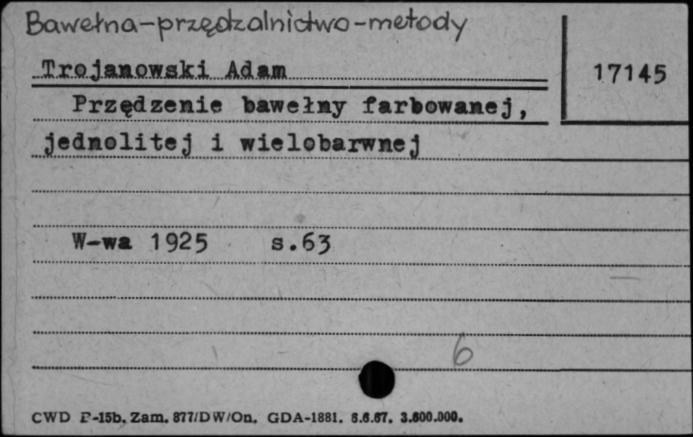 Bawełna-przędzalnictwo-metody
Trojanowski Adam
17145
Przędzenie bawełny farbowanej,
jednolitej i wielobarwnej
W-wa 1925 s.63
6
CWD P-15b. Zam. 877/DW/On. GDA-1881. 8.6.67. 3.600.000.